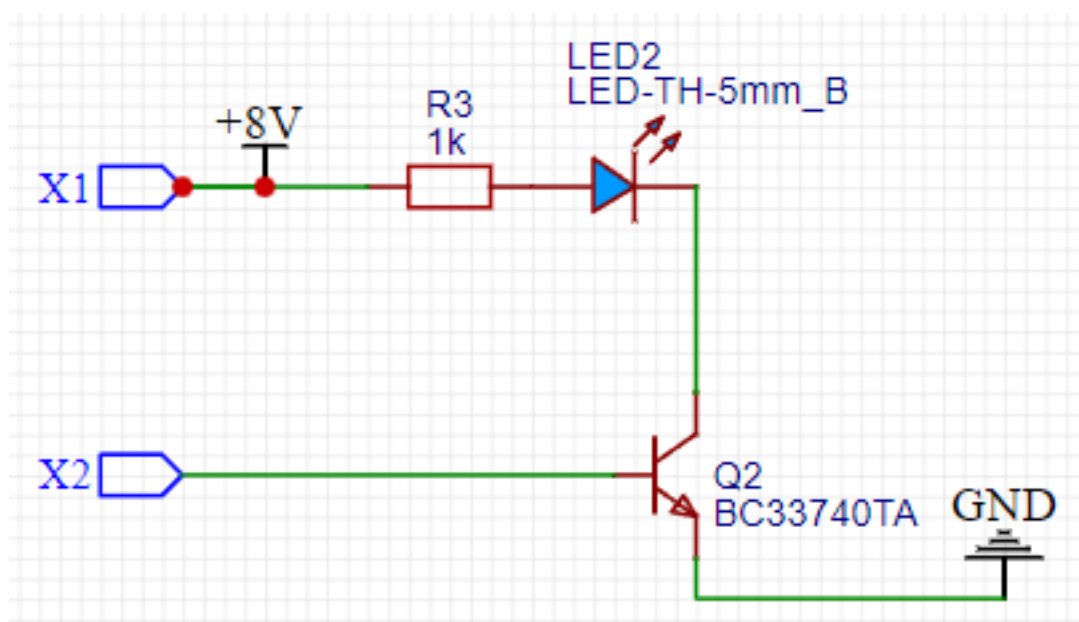 LED2
LED-TH-5mm_B
R3
1k
+8V
X1
X2
Q2
BC33740TA
GND